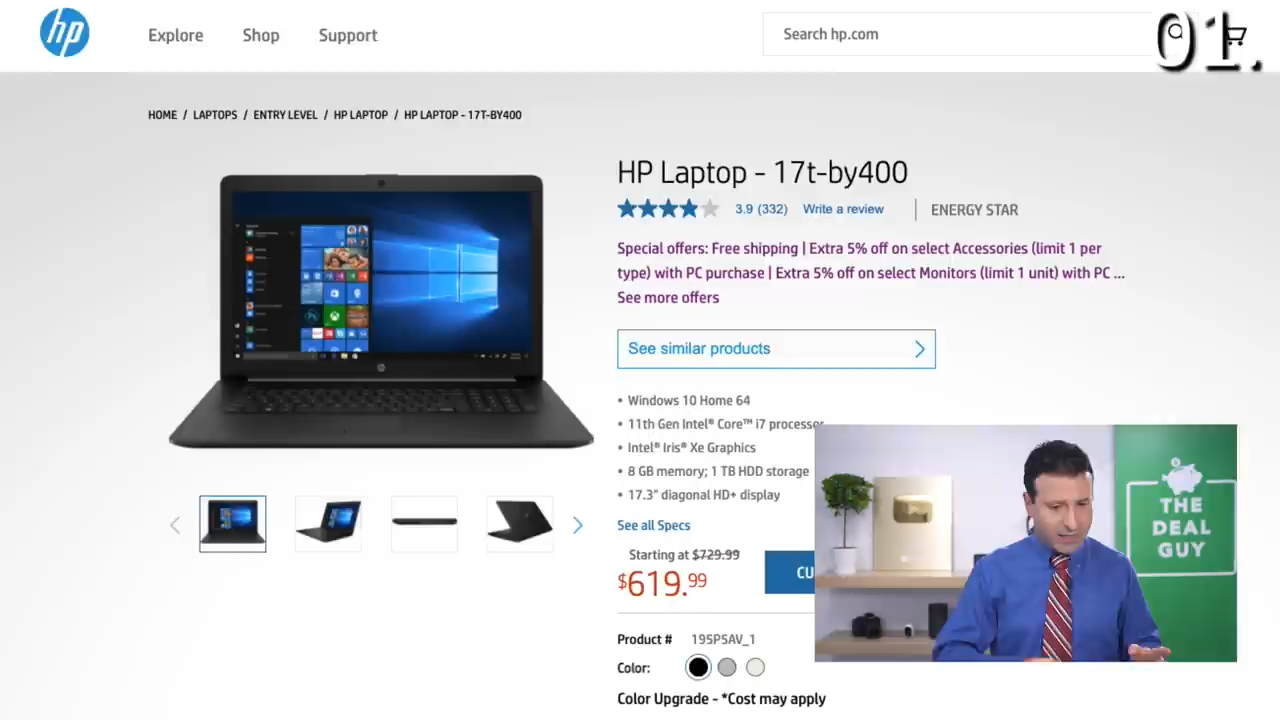 hp
Explore
Shop
Support
Search hp.com
01.
HOME / LAPTOPS / ENTRY LEVEL / HP LAPTOP / HP LAPTOP - 17T-BY400
HP Laptop - 17t-by400
3.9 (332) Write a review
ENERGY STAR
Special offers: Free shipping | Extra 5% off on select Accessories (limit 1 per
type) with PC purchase | Extra 5% off on select Monitors (limit 1 unit) with PC ...
See more offers
See similar products
• Windows 10 Home 64
• 11th Gen Intel® Core™ i7 processor
• Intel® Iris® Xe Graphics
• 8 GB memory; 1 TB HDD storage
• 17.3" diagonal HD+ display
See all Specs
Starting at $729.99
$619.99
CU
Product # 195P5AV_1
Color:
Color Upgrade - *Cost may apply
THE
DEAL
GUY